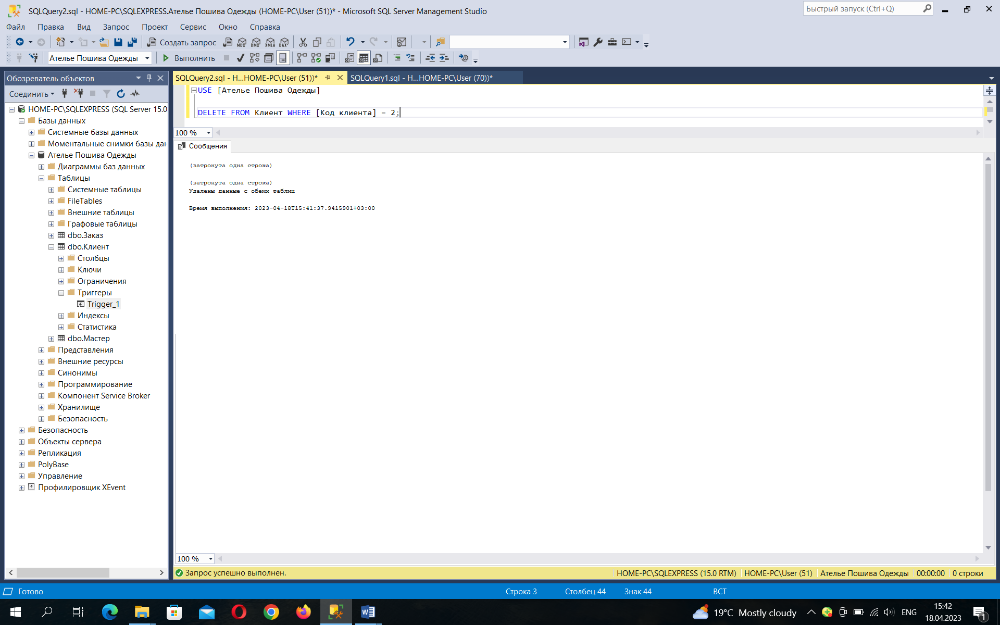 SQLQuery2.sql - HOME-PC\SQLEXPRESS.Ателье Пошива Одежды (HOME-PC\User (51))* - Microsoft SQL Server Management Studio
Быстрый запуск (Ctrl+Q)
Файл Правка Вид Запрос Проект Сервис Окно Справка
Создать запрос MDX DMX XMLA DAX
Ателье Пошива Одежды Выполнить
Обозреватель объектов
Соединить
HOME-PC\SQLEXPRESS (SQL Server 15.0
Базы данных
Системные базы данных
Моментальные снимки базы дан
Ателье Пошива Одежды
Диаграммы баз данных
Таблицы
Системные таблицы
FileTables
Внешние таблицы
Графовые таблицы
dbo.Заказ
dbo.Клиент
Столбцы
Ключи
Ограничения
Триггеры
Trigger_1
Индексы
Статистика
dbo.Мастер
Представления
Внешние ресурсы
Синонимы
Программирование
Компонент Service Broker
Хранилище
Безопасность
Безопасность
Объекты сервера
Репликация
PolyBase
Управление
Профилировщик XEvent
SQLQuery2.sql - H...HOME-PC\User (51))* SQLQuery1.sql - H...HOME-PC\User (70))*
USE [Ателье Пошива Одежды]
DELETE FROM Клиент WHERE [Код клиента] = 2;
100 %
Сообщения
(затронута одна строка)
(затронута одна строка)
Удалены данные с обеих таблиц
Время выполнения: 2023-04-18T15:41:37.9415901+03:00
100 %
Запрос успешно выполнен. HOME-PC\SQLEXPRESS (15.0 RTM) HOME-PC\User (51) Ателье Пошива Одежды 00:00:00 0 строки
Готово Строка 3 Столбец 44 Знак 44 ВСТ
19°C Mostly cloudy ENG 15:42
18.04.2023
1